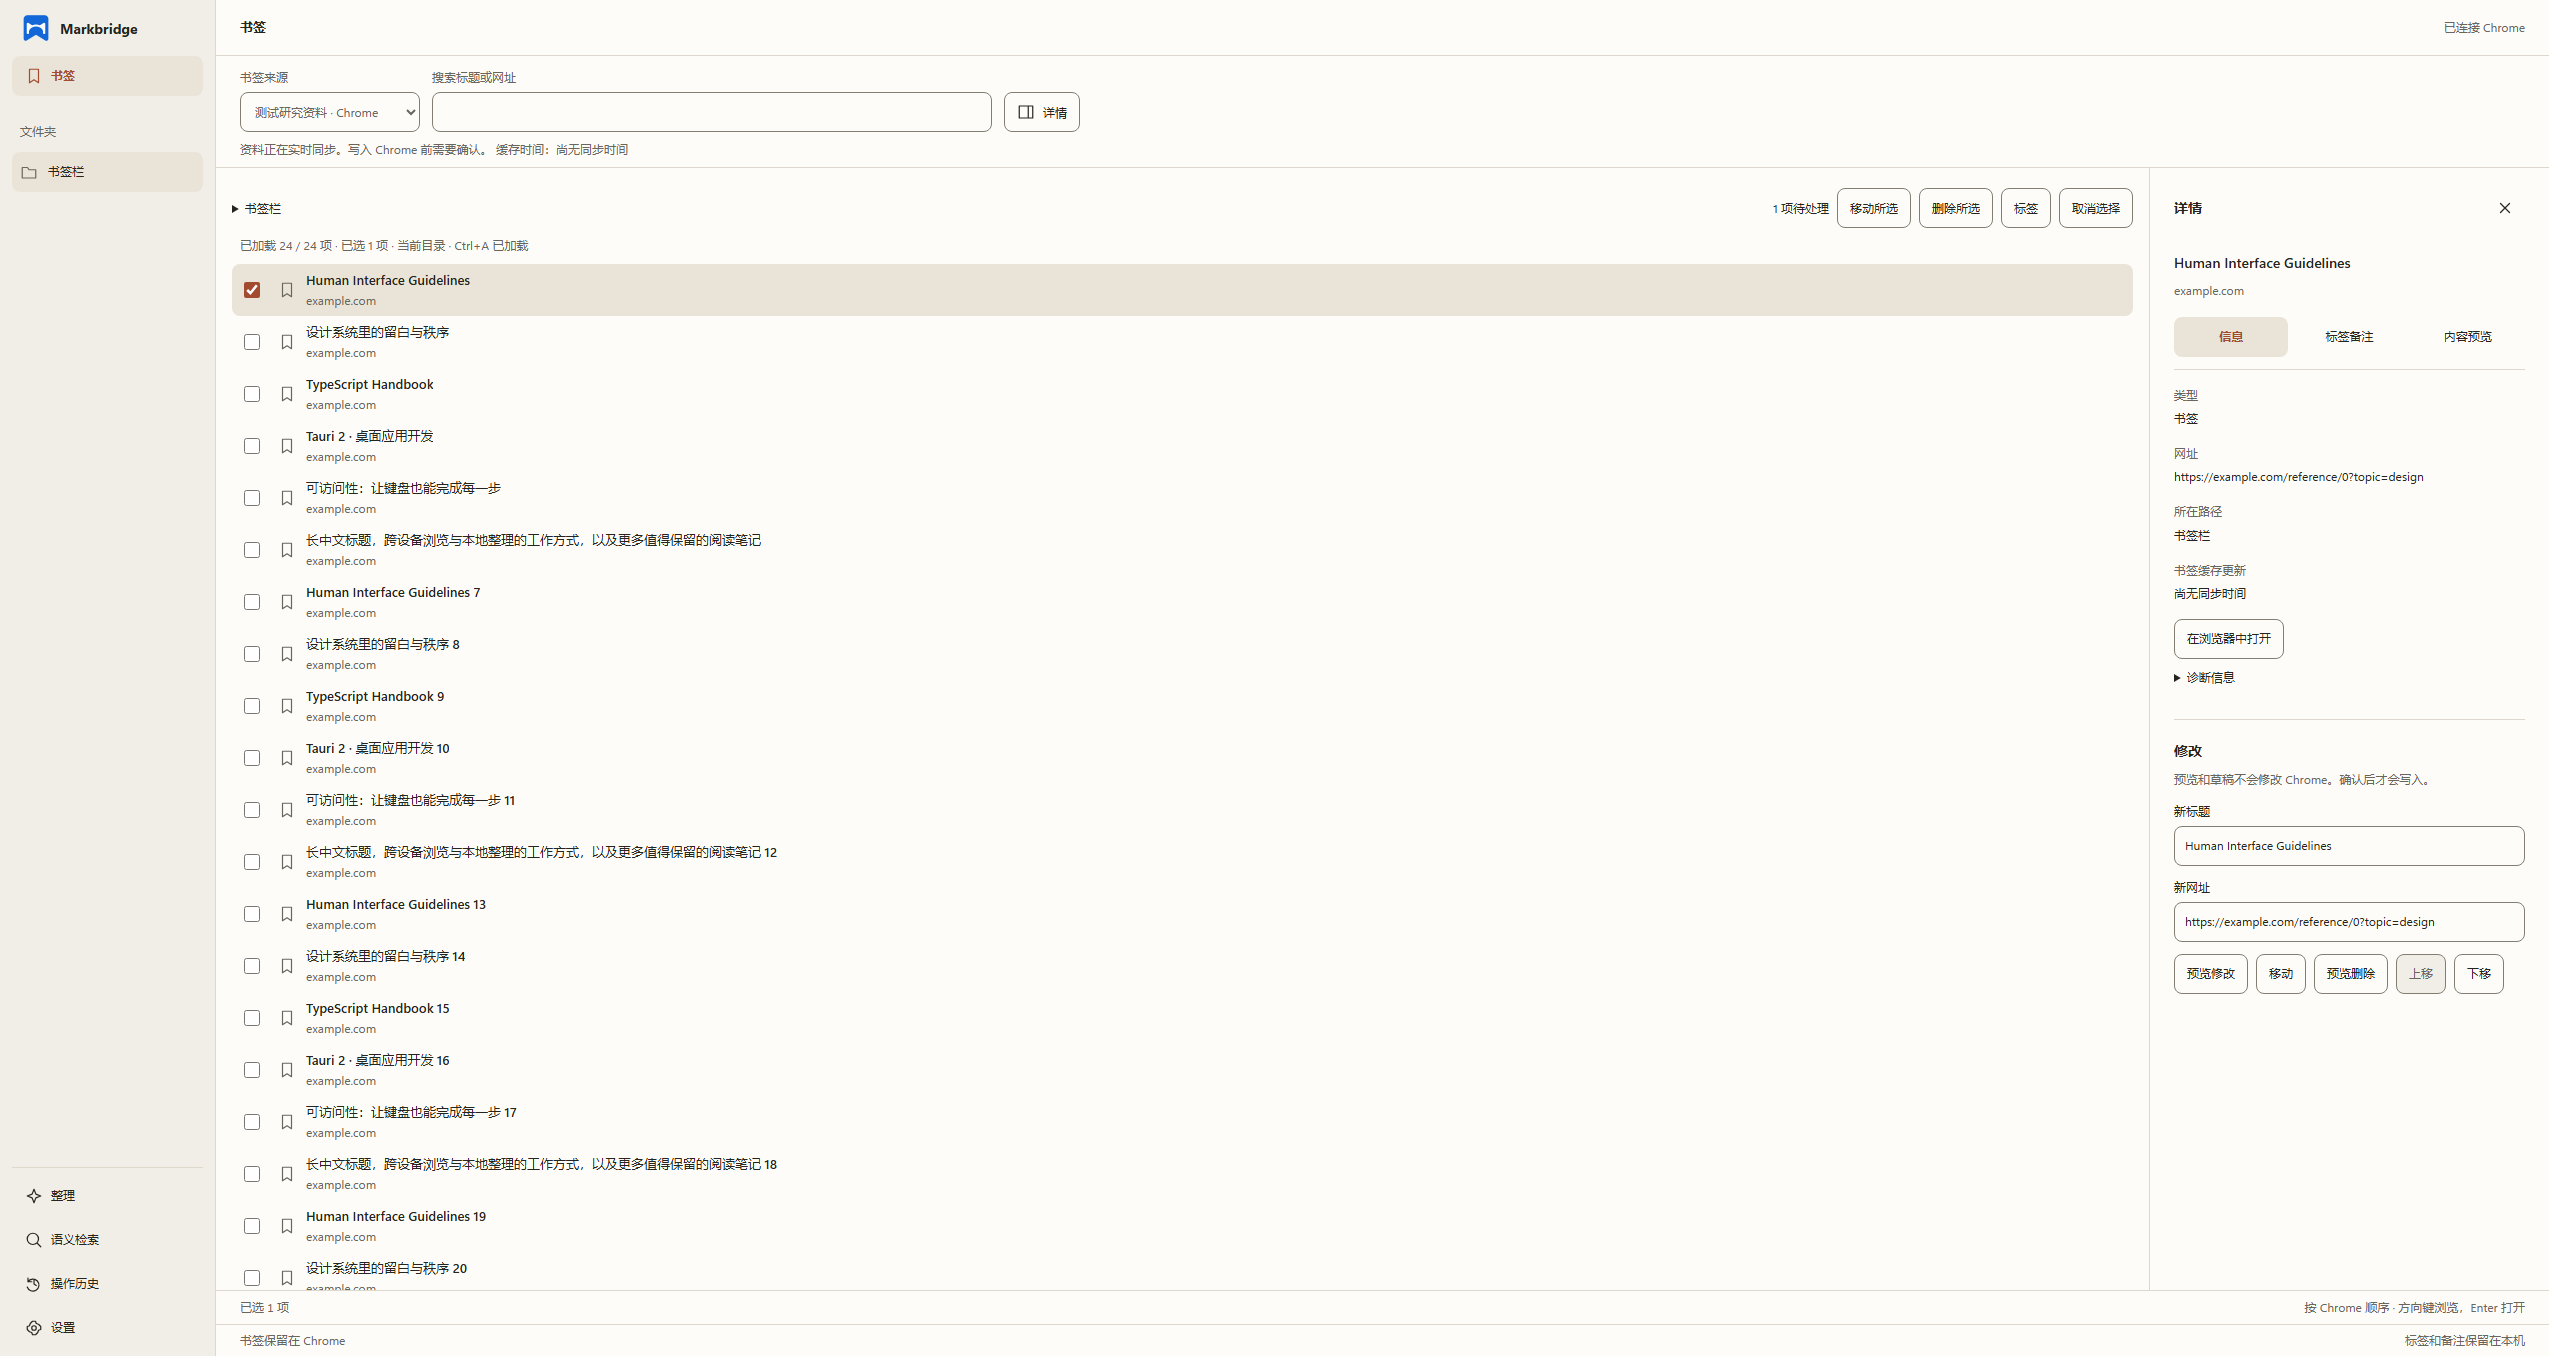 Markbridge
书签
文件夹
书签栏
整理
语义检索
操作历史
设置
书签
已连接 Chrome
书签来源
搜索标题或网址
测试研究资料 · Chrome
详情
资料正在实时同步。写入 Chrome 前需要确认。 缓存时间：尚无同步时间
书签栏
1 项待处理
移动所选
删除所选
标签
取消选择
已加载 24 / 24 项 · 已选 1 项 · 当前目录 · Ctrl+A 已加载
Human Interface Guidelines
example.com
设计系统里的留白与秩序
example.com
TypeScript Handbook
example.com
Tauri 2 · 桌面应用开发
example.com
可访问性：让键盘也能完成每一步
example.com
长中文标题，跨设备浏览与本地整理的工作方式，以及更多值得保留的阅读笔记
example.com
Human Interface Guidelines 7
example.com
设计系统里的留白与秩序 8
example.com
TypeScript Handbook 9
example.com
Tauri 2 · 桌面应用开发 10
example.com
可访问性：让键盘也能完成每一步 11
example.com
长中文标题，跨设备浏览与本地整理的工作方式，以及更多值得保留的阅读笔记 12
example.com
Human Interface Guidelines 13
example.com
设计系统里的留白与秩序 14
example.com
TypeScript Handbook 15
example.com
Tauri 2 · 桌面应用开发 16
example.com
可访问性：让键盘也能完成每一步 17
example.com
长中文标题，跨设备浏览与本地整理的工作方式，以及更多值得保留的阅读笔记 18
example.com
Human Interface Guidelines 19
example.com
设计系统里的留白与秩序 20
example.com
详情
Human Interface Guidelines
example.com
信息
标签备注
内容预览
类型
书签
网址
https://example.com/reference/0?topic=design
所在路径
书签栏
书签缓存更新
尚无同步时间
在浏览器中打开
诊断信息
修改
预览和草稿不会修改 Chrome。确认后才会写入。
新标题
Human Interface Guidelines
新网址
https://example.com/reference/0?topic=design
预览修改
移动
预览删除
上移
下移
已选 1 项
按 Chrome 顺序 · 方向键浏览，Enter 打开
书签保留在 Chrome
标签和备注保留在本机